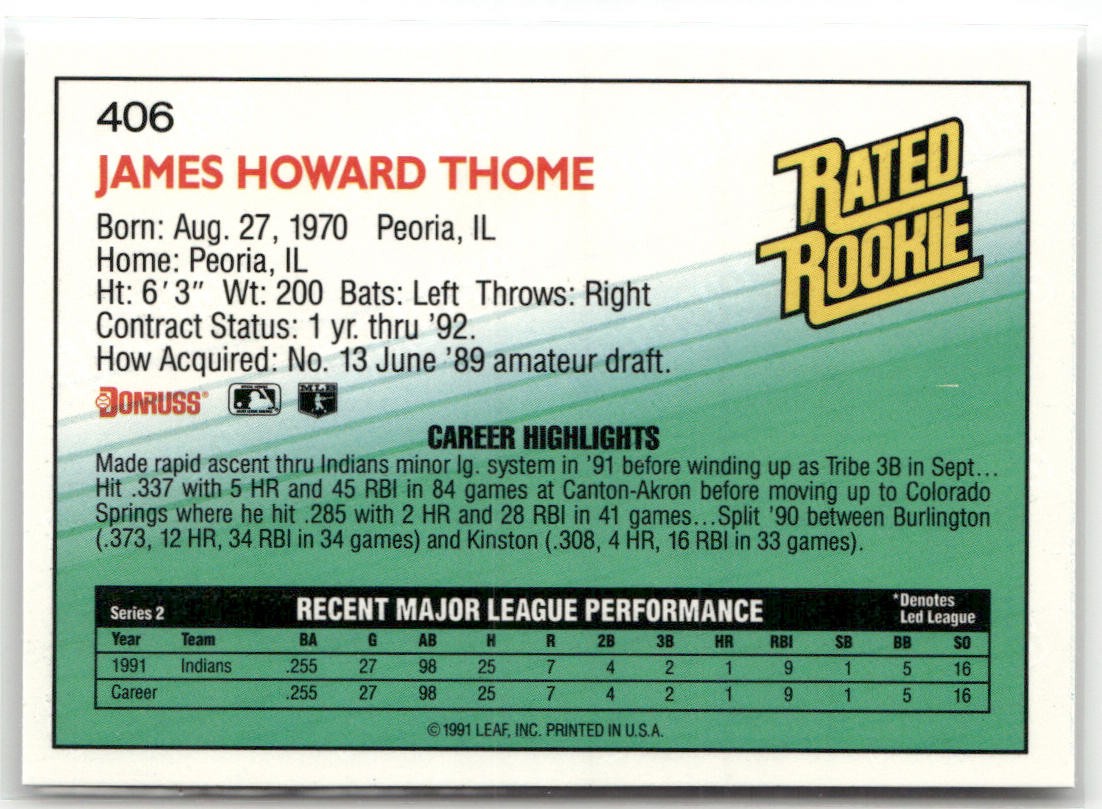 406
JAMES HOWARD THOME
RATED
ROOKIE
Born: Aug. 27, 1970 Peoria, IL
Home: Peoria, IL
Ht: 6'3" Wt: 200 Bats: Left Throws: Right
Contract Status: 1 yr. thru '92.
How Acquired: No. 13 June '89 amateur draft.
DONRUSS® MLB
CAREER HIGHLIGHTS
Made rapid ascent thru Indians minor lg. system in '91 before winding up as Tribe 3B in Sept...
Hit .337 with 5 HR and 45 RBI in 84 games at Canton-Akron before moving up to Colorado
Springs where he hit .285 with 2 HR and 28 RBI in 41 games...Split '90 between Burlington
(.373, 12 HR, 34 RBI in 34 games) and Kinston (.308, 4 HR, 16 RBI in 33 games).
Series 2 RECENT MAJOR LEAGUE PERFORMANCE *Denotes
Led League
Year Team BA G AB H R 2B 3B HR RBI SB BB SO
1991 Indians .255 27 98 25 7 4 2 1 9 1 5 16
Career .255 27 98 25 7 4 2 1 9 1 5 16
©1991 LEAF, INC. PRINTED IN U.S.A.